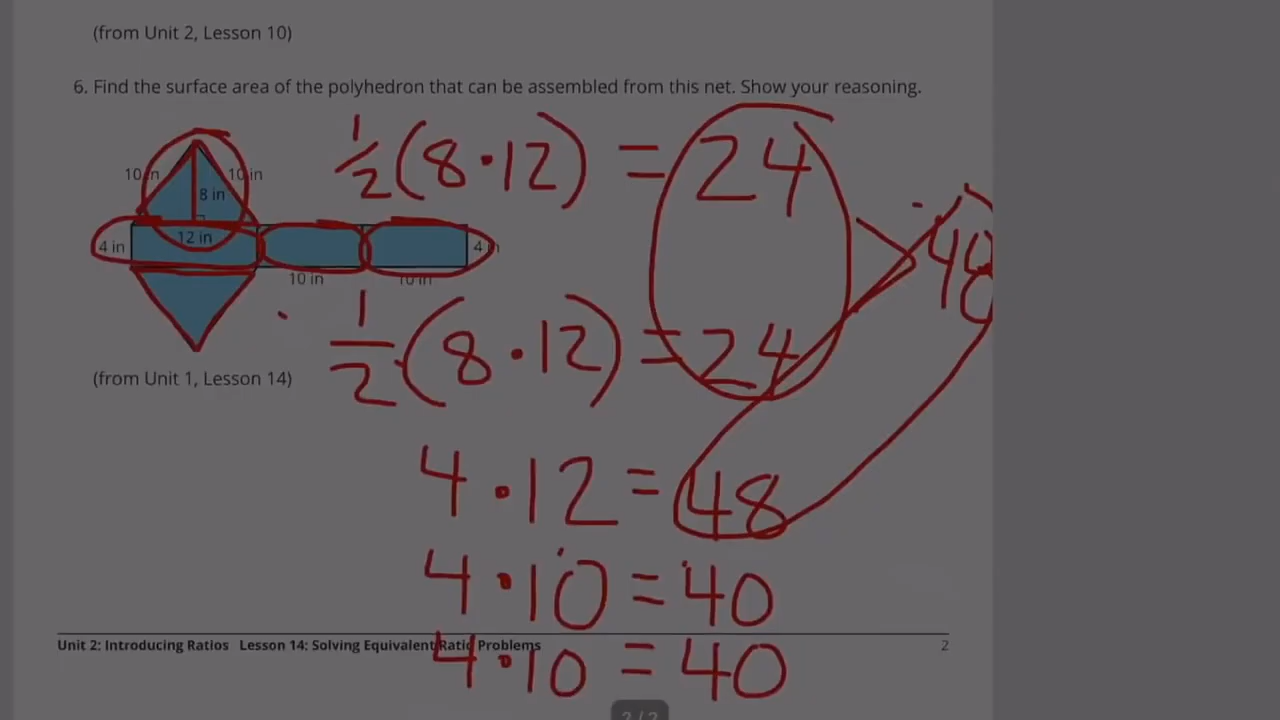 (from Unit 2, Lesson 10)
6. Find the surface area of the polyhedron that can be assembled from this net. Show your reasoning.
1/2(8·12) = 24
10 in
10 in
8 in
48
4 in
12 in
4 in
10 in
10 in
1/2·(8·12) = 24
(from Unit 1, Lesson 14)
4·12 = 48
4·10 = 40
Unit 2: Introducing Ratios Lesson 14: Solving Equivalent Ratio Problems
2
4·10 = 40
2 / 2